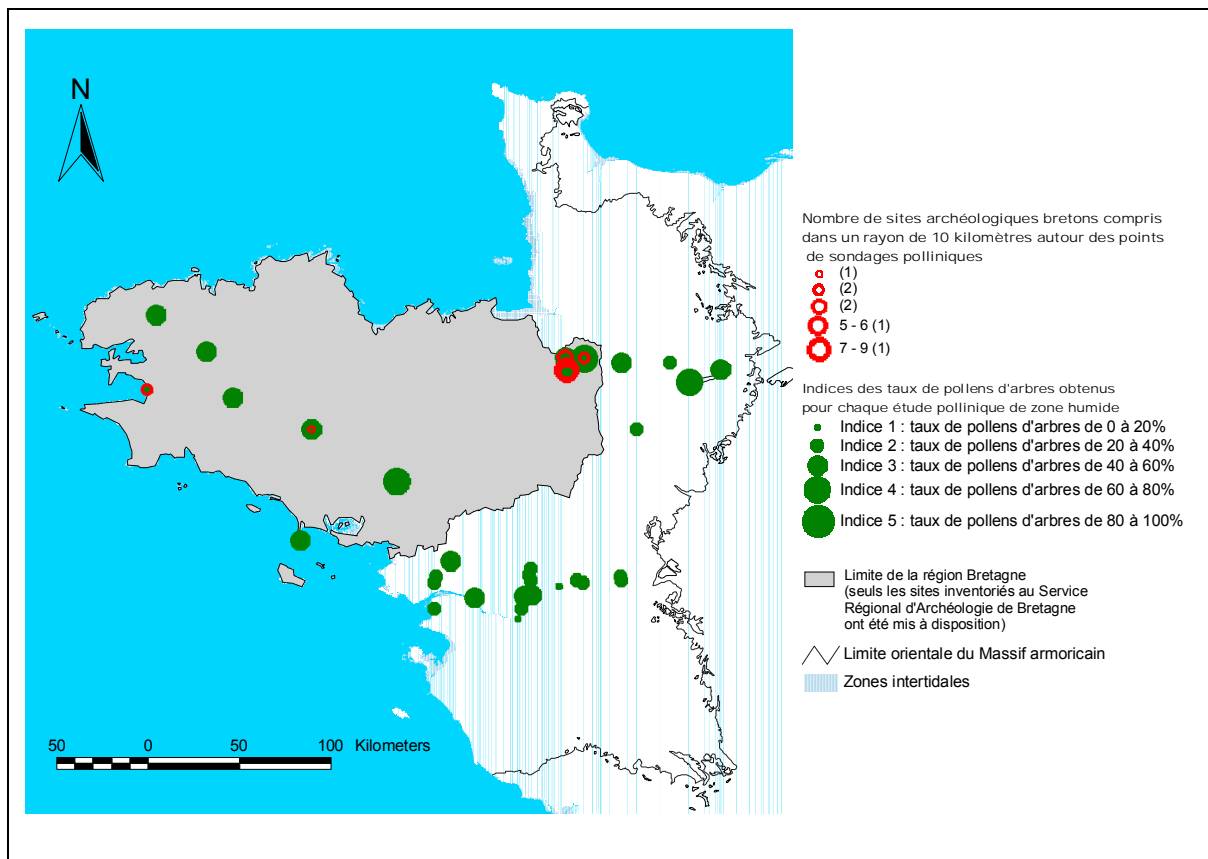 N
Nombre de sites archéologiques bretons compris
dans un rayon de 10 kilomètres autour des points
de sondages polliniques
(1)
(2)
(2)
5 - 6 (1)
7 - 9 (1)
Indices des taux de pollens d'arbres obtenus
pour chaque étude pollinique de zone humide
Indice 1 : taux de pollens d'arbres de 0 à 20%
Indice 2 : taux de pollens d'arbres de 20 à 40%
Indice 3 : taux de pollens d'arbres de 40 à 60%
Indice 4 : taux de pollens d'arbres de 60 à 80%
Indice 5 : taux de pollens d'arbres de 80 à 100%
Limite de la région Bretagne
(seuls les sites inventoriés au Service
Régional d'Archéologie de Bretagne
ont été mis à disposition)
Limite orientale du Massif armoricain
Zones intertidales
50 0 50 100 Kilometers